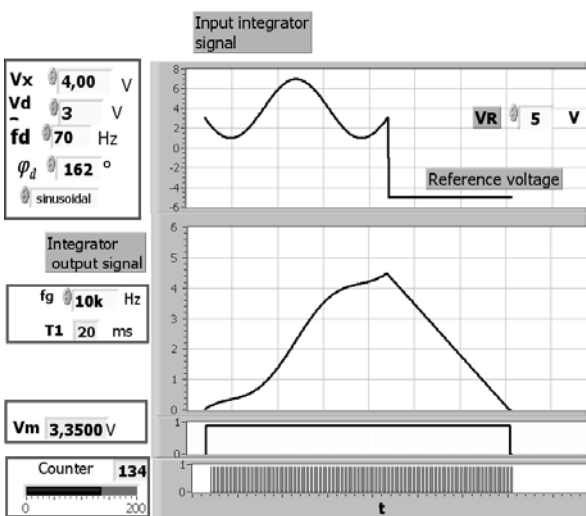 Input integrator
signal
Vx 4,00 V
Vd 3 V
fd 70 Hz
φd 162 °
sinusoidal
8
6
4
2
0
-2
-4
-6
VR 5 V
Reference voltage
Integrator
output signal
fg 10k Hz
T1 20 ms
6
5
4
3
2
1
0
Vm 3,3500 V
1
0
Counter 134
0 200
1
0
t